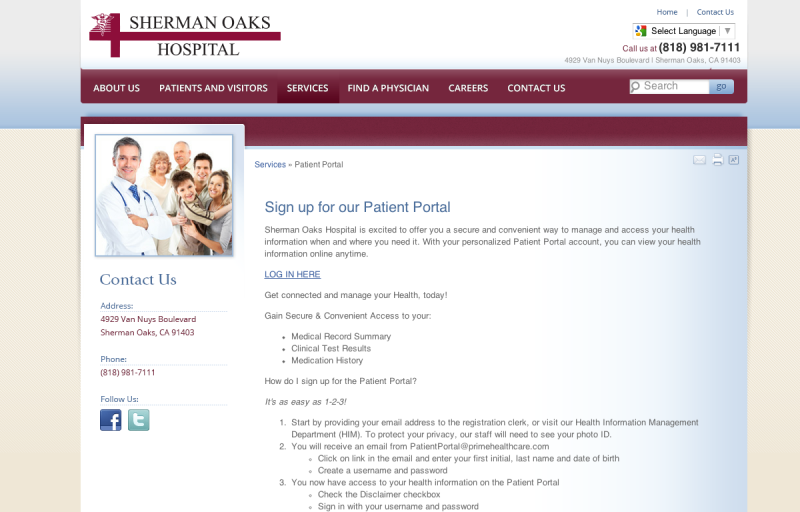 SHERMAN OAKS
HOSPITAL
Home | Contact Us
Select Language ▼
Call us at (818) 981-7111
4929 Van Nuys Boulevard | Sherman Oaks, CA 91403
ABOUT US PATIENTS AND VISITORS SERVICES FIND A PHYSICIAN CAREERS CONTACT US
Search go
Services » Patient Portal
Sign up for our Patient Portal
Sherman Oaks Hospital is excited to offer you a secure and convenient way to manage and access your health
information when and where you need it. With your personalized Patient Portal account, you can view your health
information online anytime.
LOG IN HERE
Get connected and manage your Health, today!
Gain Secure & Convenient Access to your:
• Medical Record Summary
• Clinical Test Results
• Medication History
How do I sign up for the Patient Portal?
It's as easy as 1-2-3!
1. Start by providing your email address to the registration clerk, or visit our Health Information Management
Department (HIM). To protect your privacy, our staff will need to see your photo ID.
2. You will receive an email from PatientPortal@primehealthcare.com
○ Click on link in the email and enter your first initial, last name and date of birth
○ Create a username and password
3. You now have access to your health information on the Patient Portal
○ Check the Disclaimer checkbox
○ Sign in with your username and password
Contact Us
Address:
4929 Van Nuys Boulevard
Sherman Oaks, CA 91403
Phone:
(818) 981-7111
Follow Us: